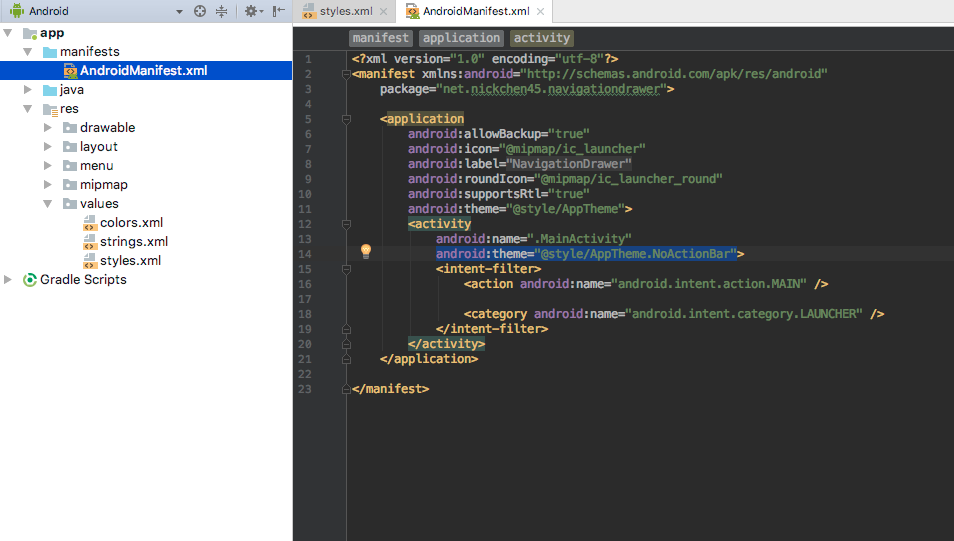 Android
app
manifests
AndroidManifest.xml
java
res
drawable
layout
menu
mipmap
values
colors.xml
strings.xml
styles.xml
Gradle Scripts
styles.xml AndroidManifest.xml
manifest application activity
1 <?xml version="1.0" encoding="utf-8"?>
2 <manifest xmlns:android="http://schemas.android.com/apk/res/android"
3 package="net.nickchen45.navigationdrawer">
4
5 <application
6 android:allowBackup="true"
7 android:icon="@mipmap/ic_launcher"
8 android:label="NavigationDrawer"
9 android:roundIcon="@mipmap/ic_launcher_round"
10 android:supportsRtl="true"
11 android:theme="@style/AppTheme">
12 <activity
13 android:name=".MainActivity"
14 android:theme="@style/AppTheme.NoActionBar">
15 <intent-filter>
16 <action android:name="android.intent.action.MAIN" />
17
18 <category android:name="android.intent.category.LAUNCHER" />
19 </intent-filter>
20 </activity>
21 </application>
22
23 </manifest>